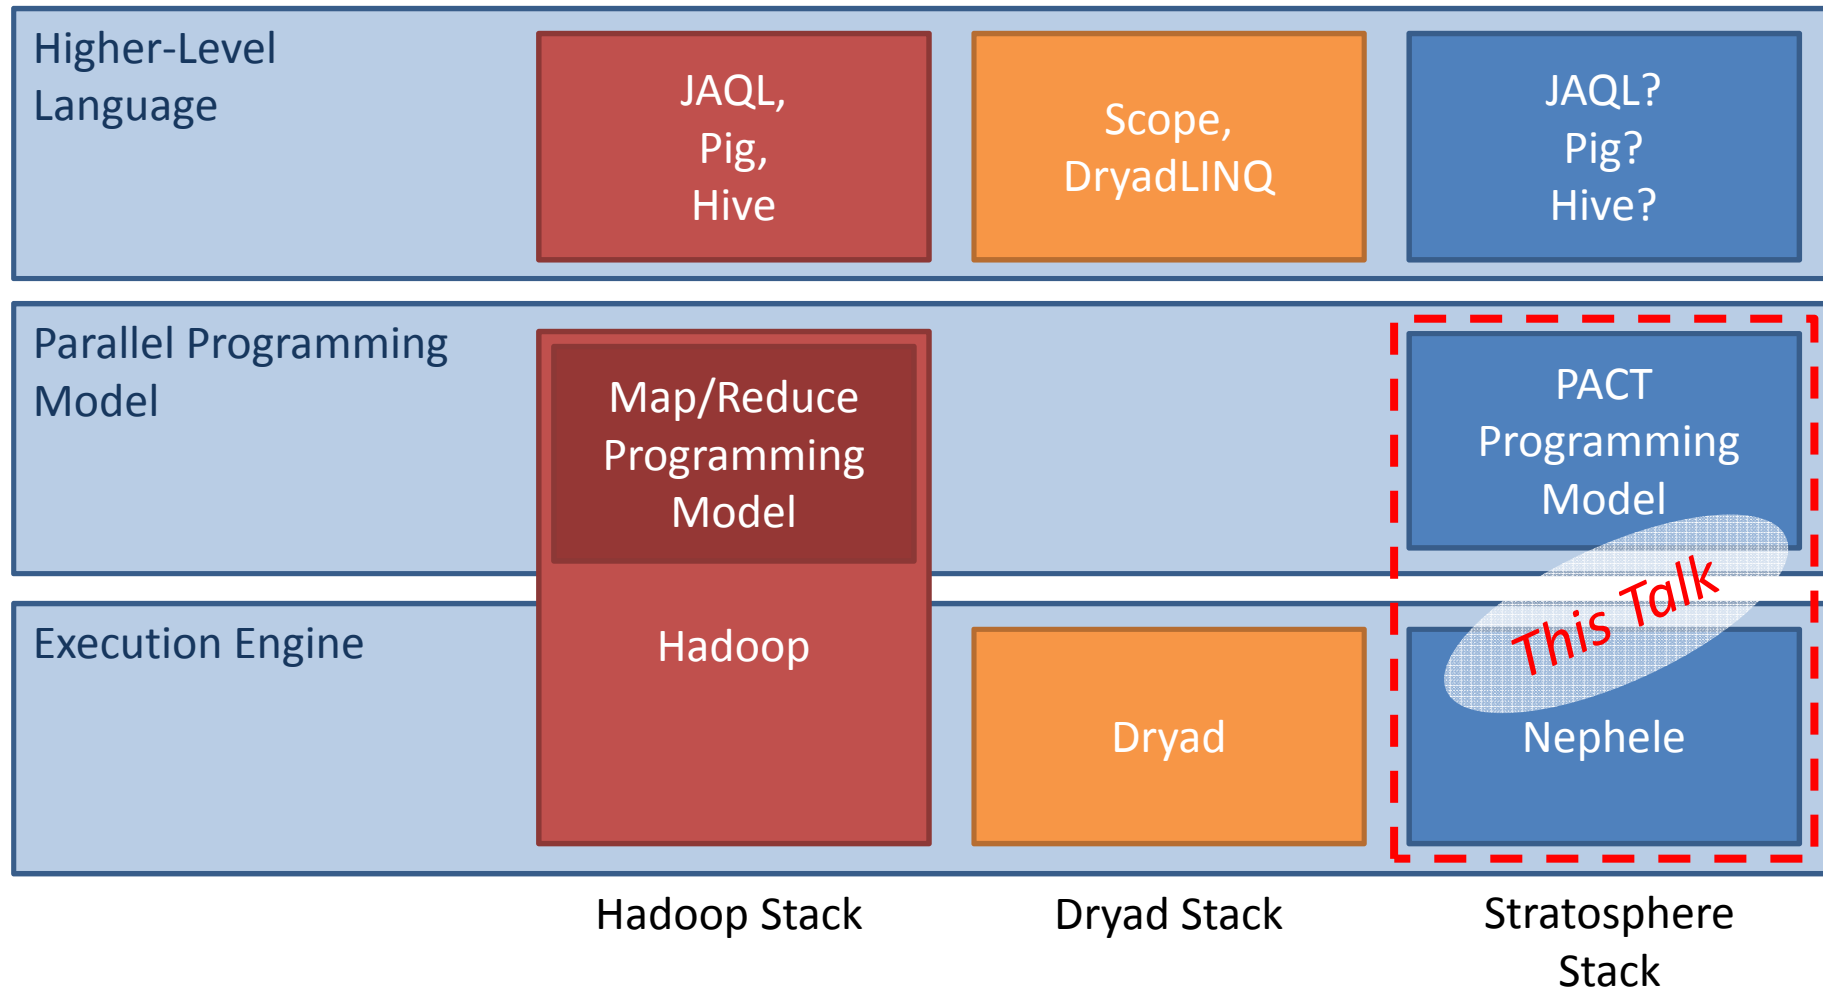 Higher-Level
Language
JAQL,
Pig,
Hive
Scope,
DryadLINQ
JAQL?
Pig?
Hive?
Parallel Programming
Model
Map/Reduce
Programming
Model
PACT
Programming
Model
This Talk
Execution Engine
Hadoop
Dryad
Nephele
Hadoop Stack
Dryad Stack
Stratosphere
Stack